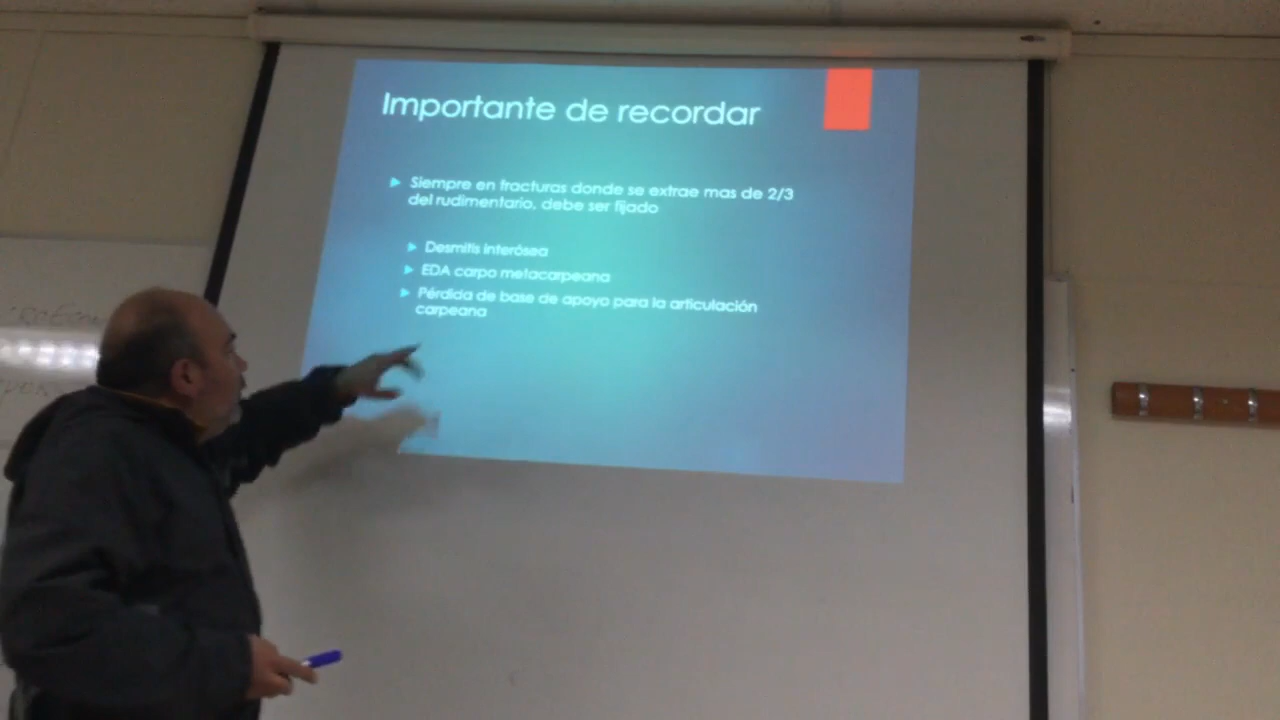 Importante de recordar
Siempre en fracturas donde se extrae mas de 2/3
del rudimentario, debe ser fijado
Desmitis interósea
EDA carpo metacarpeana
Pérdida de base de apoyo para la articulación
carpeana